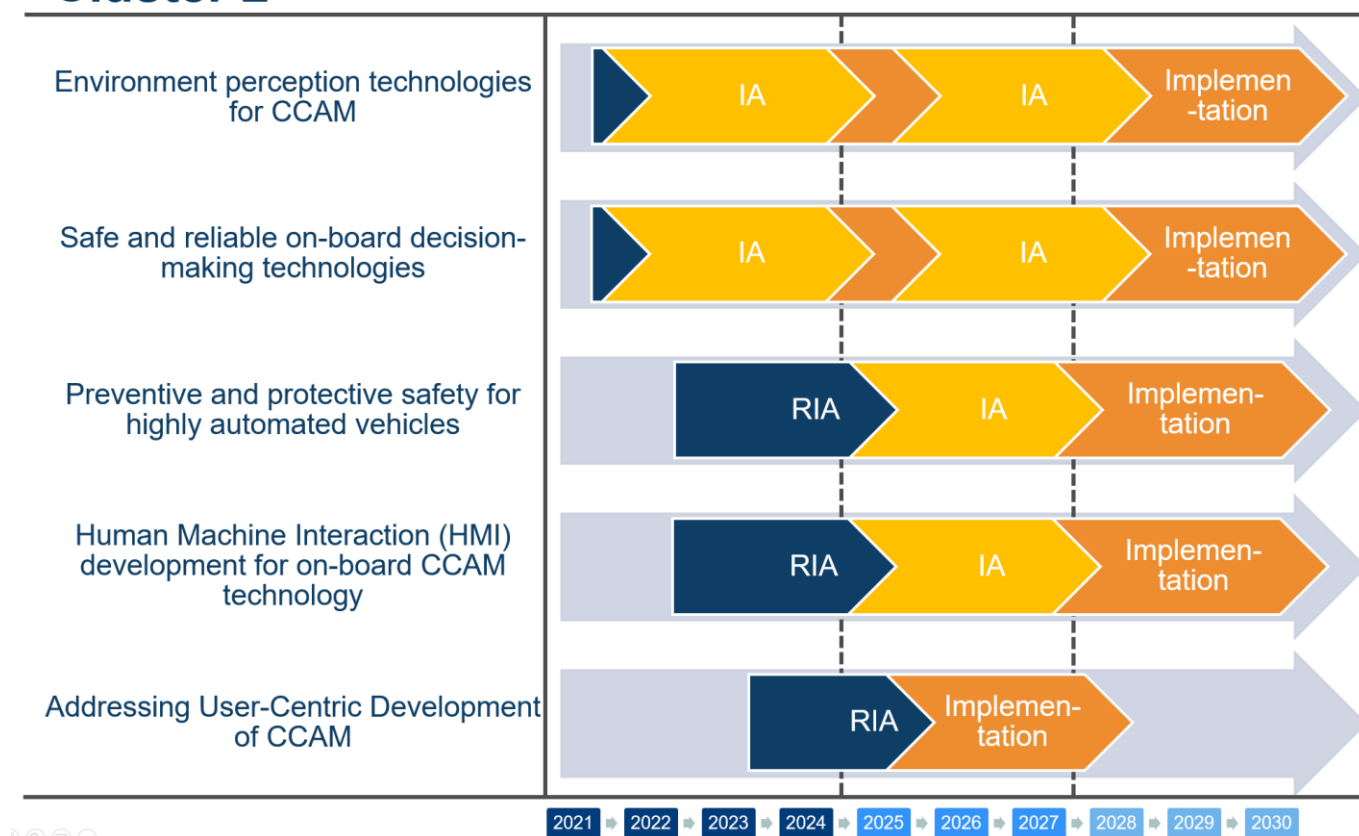 Environment perception technologies
for CCAM
IA
IA
Implemen
-tation
Safe and reliable on-board decision-
making technologies
IA
IA
Implemen
-tation
Preventive and protective safety for
highly automated vehicles
RIA
IA
Implemen-
tation
Human Machine Interaction (HMI)
development for on-board CCAM
technology
RIA
IA
Implemen-
tation
Addressing User-Centric Development
of CCAM
RIA
Implemen-
tation
2021 2022 2023 2024 2025 2026 2027 2028 2029 2030